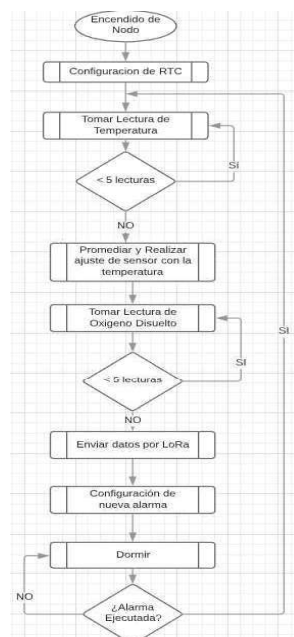 Encendido de
Nodo
Configuracion de RTC
Tomar Lectura de
Temperatura
SI
< 5 lecturas
NO
Promediar y Realizar
ajuste de sensor con la
temperatura
Tomar Lectura de
Oxigeno Disuelto
SI
SI
< 5 lecturas
NO
Enviar datos por LoRa
Configuración de
nueva alarma
Dormir
NO
¿Alarma
Ejecutada?